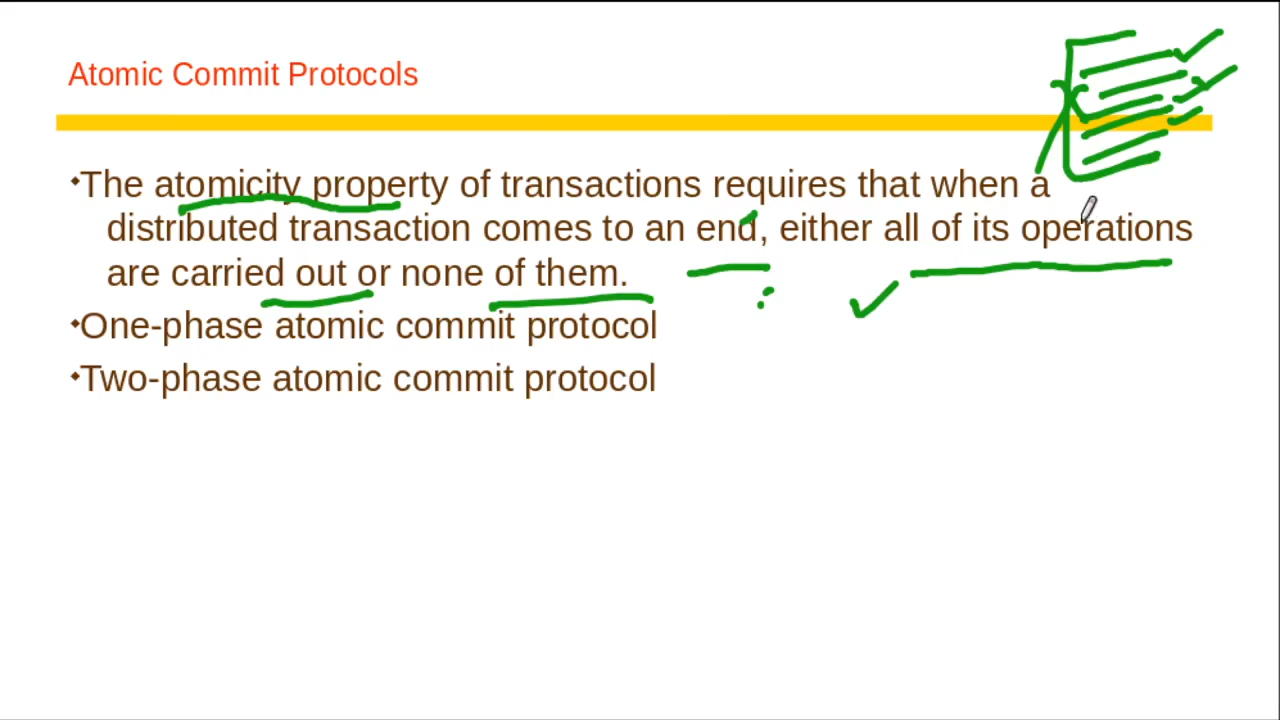 Atomic Commit Protocols
The atomicity property of transactions requires that when a
distributed transaction comes to an end, either all of its operations
are carried out or none of them.
One-phase atomic commit protocol
Two-phase atomic commit protocol